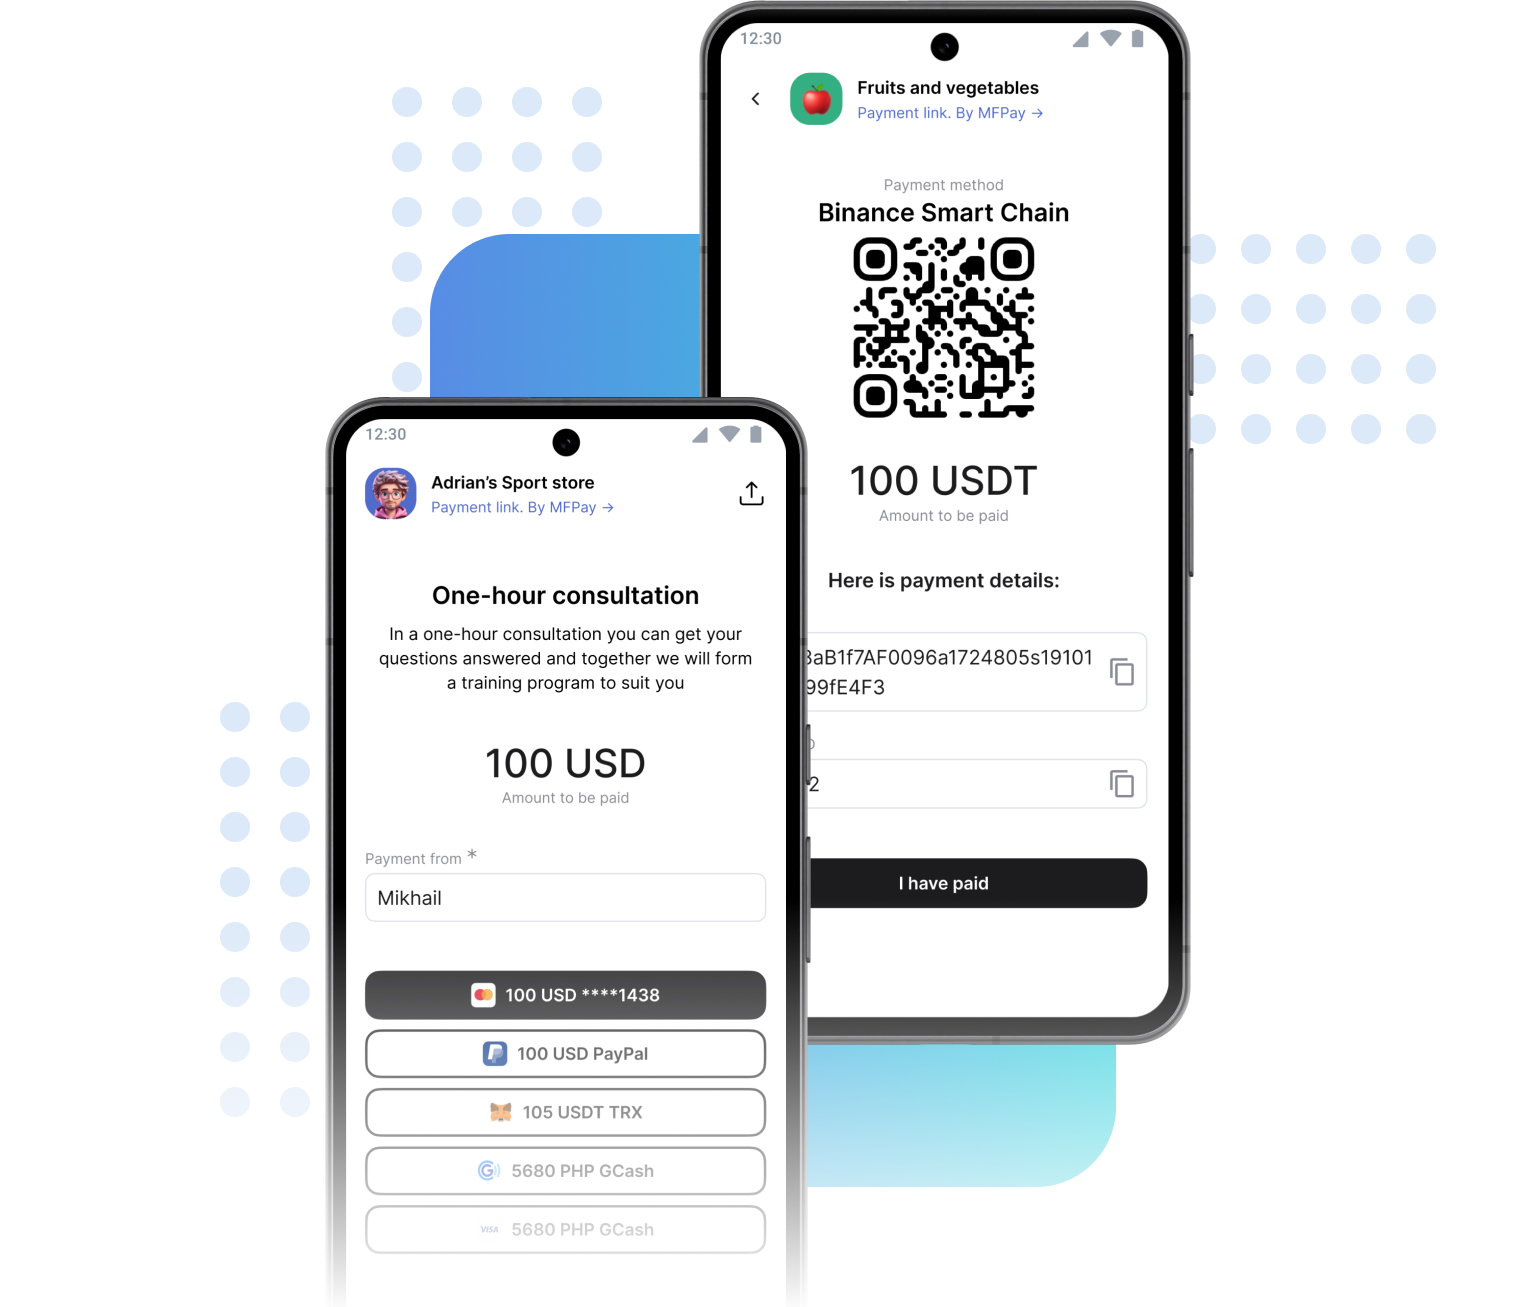 12:30
Fruits and vegetables
Payment link. By MFPay →
Payment method
Binance Smart Chain
100 USDT
Amount to be paid
Here is payment details:
aB1f7AF0096a1724805s19101
99fE4F3
2
I have paid
12:30
Adrian’s Sport store
Payment link. By MFPay →
One-hour consultation
In a one-hour consultation you can get your
questions answered and together we will form
a training program to suit you
100 USD
Amount to be paid
Payment from *
Mikhail
100 USD ****1438
100 USD PayPal
105 USDT TRX
5680 PHP GCash
VISA 5680 PHP GCash